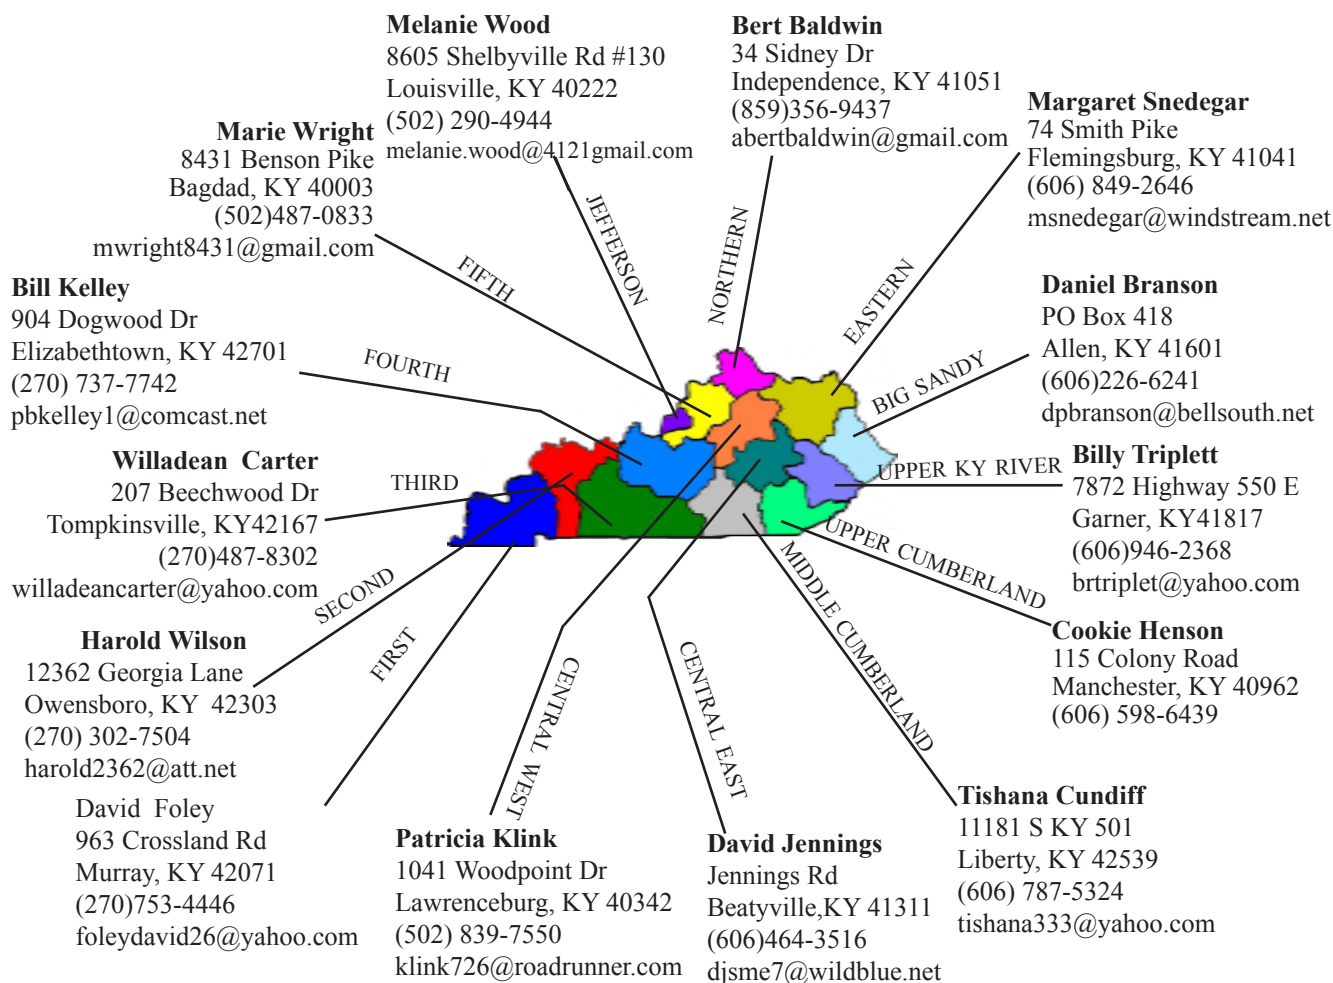 Melanie Wood
8605 Shelbyville Rd #130
Louisville, KY 40222
(502) 290-4944
melanie.wood@4121gmail.com
Bert Baldwin
34 Sidney Dr
Independence, KY 41051
(859)356-9437
abertbaldwin@gmail.com
Margaret Snedegar
74 Smith Pike
Flemingsburg, KY 41041
(606) 849-2646
msnedegar@windstream.net
Marie Wright
8431 Benson Pike
Bagdad, KY 40003
(502)487-0833
mwright8431@gmail.com
Bill Kelley
904 Dogwood Dr
Elizabethtown, KY 42701
(270) 737-7742
pbkelley1@comcast.net
Daniel Branson
PO Box 418
Allen, KY 41601
(606)226-6241
dpbranson@bellsouth.net
JEFFERSON
FIFTH
FOURTH
NORTHERN
EASTERN
BIG SANDY
Willadean  Carter
207 Beechwood Dr
Tompkinsville, KY42167
(270)487-8302
willadeancarter@yahoo.com
THIRD
UPPER KY RIVER
Billy Triplett
7872 Highway 550 E
Garner, KY41817
(606)946-2368
brtriplet@yahoo.com
SECOND
FIRST
CENTRAL WEST
CENTRAL EAST
MIDDLE CUMBERLAND
UPPER CUMBERLAND
Cookie Henson
115 Colony Road
Manchester, KY 40962
(606) 598-6439
Harold Wilson
12362 Georgia Lane
Owensboro, KY  42303
(270) 302-7504
harold2362@att.net
David  Foley
963 Crossland Rd
Murray, KY 42071
(270)753-4446
foleydavid26@yahoo.com
Patricia Klink
1041 Woodpoint Dr
Lawrenceburg, KY 40342
(502) 839-7550
klink726@roadrunner.com
David Jennings
Jennings Rd
Beatyville,KY 41311
(606)464-3516
djsme7@wildblue.net
Tishana Cundiff
11181 S KY 501
Liberty, KY 42539
(606) 787-5324
tishana333@yahoo.com